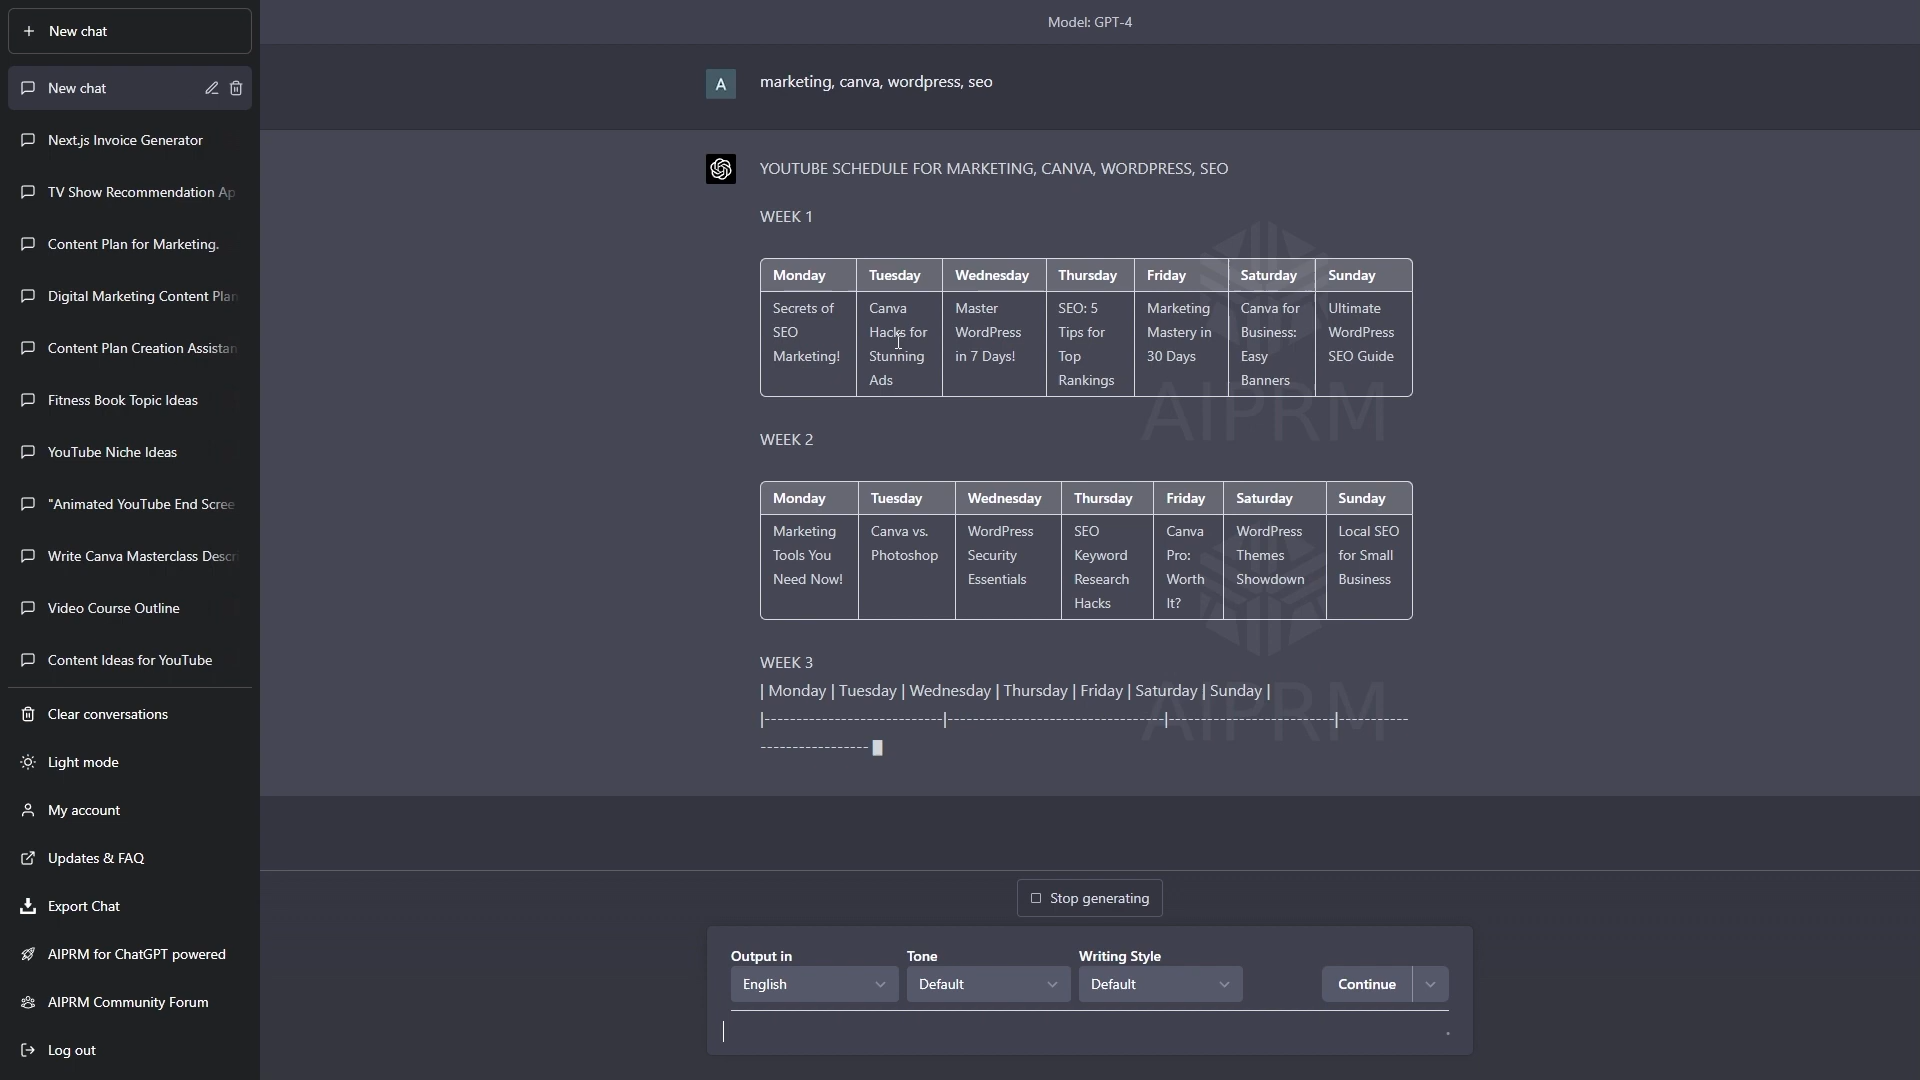 New chat
New chat
Next.js Invoice Generator
TV Show Recommendation Ap
Content Plan for Marketing.
Digital Marketing Content Plan
Content Plan Creation Assistan
Fitness Book Topic Ideas
YouTube Niche Ideas
"Animated YouTube End Scree
Write Canva Masterclass Descri
Video Course Outline
Content Ideas for YouTube
Clear conversations
Light mode
My account
Updates & FAQ
Export Chat
AIPRM for ChatGPT powered
AIPRM Community Forum
Log out
Model: GPT-4
A
marketing, canva, wordpress, seo
YOUTUBE SCHEDULE FOR MARKETING, CANVA, WORDPRESS, SEO
WEEK 1
Monday Tuesday Wednesday Thursday Friday Saturday Sunday
Secrets of Canva Master SEO: 5 Marketing Canva for Ultimate
SEO Hacks for WordPress Tips for Mastery in Business: WordPress
Marketing! Stunning in 7 Days! Top 30 Days Easy SEO Guide
Ads Rankings Banners
AIPRM
WEEK 2
Monday Tuesday Wednesday Thursday Friday Saturday Sunday
Marketing Canva vs. WordPress SEO Canva WordPress Local SEO
Tools You Photoshop Security Keyword Pro: Themes for Small
Need Now! Essentials Research Worth Showdown Business
Hacks It?
WEEK 3
| Monday | Tuesday | Wednesday | Thursday | Friday | Saturday | Sunday |
|----------------------------|----------------------------------|--------------------------|-----------
-----------------
AIPRM
Stop generating
Output in Tone Writing Style
English Default Default Continue